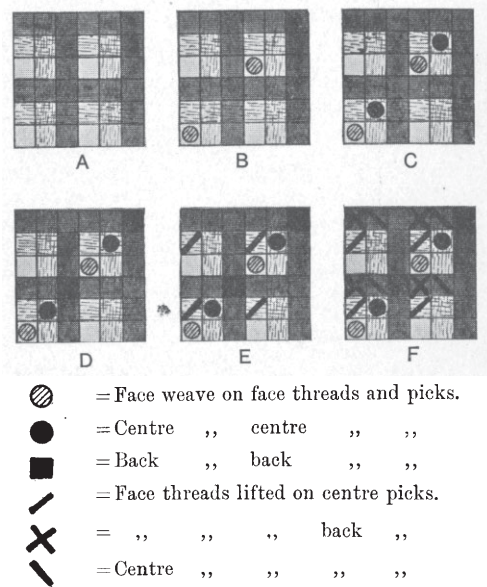 A B C
D E F
=Face weave on face threads and picks.
=Centre ,, centre ,, ,,
=Back ,, back ,, ,,
=Face threads lifted on centre picks.
= ,, ,, ,, back ,,
=Centre ,, ,, ,, ,,